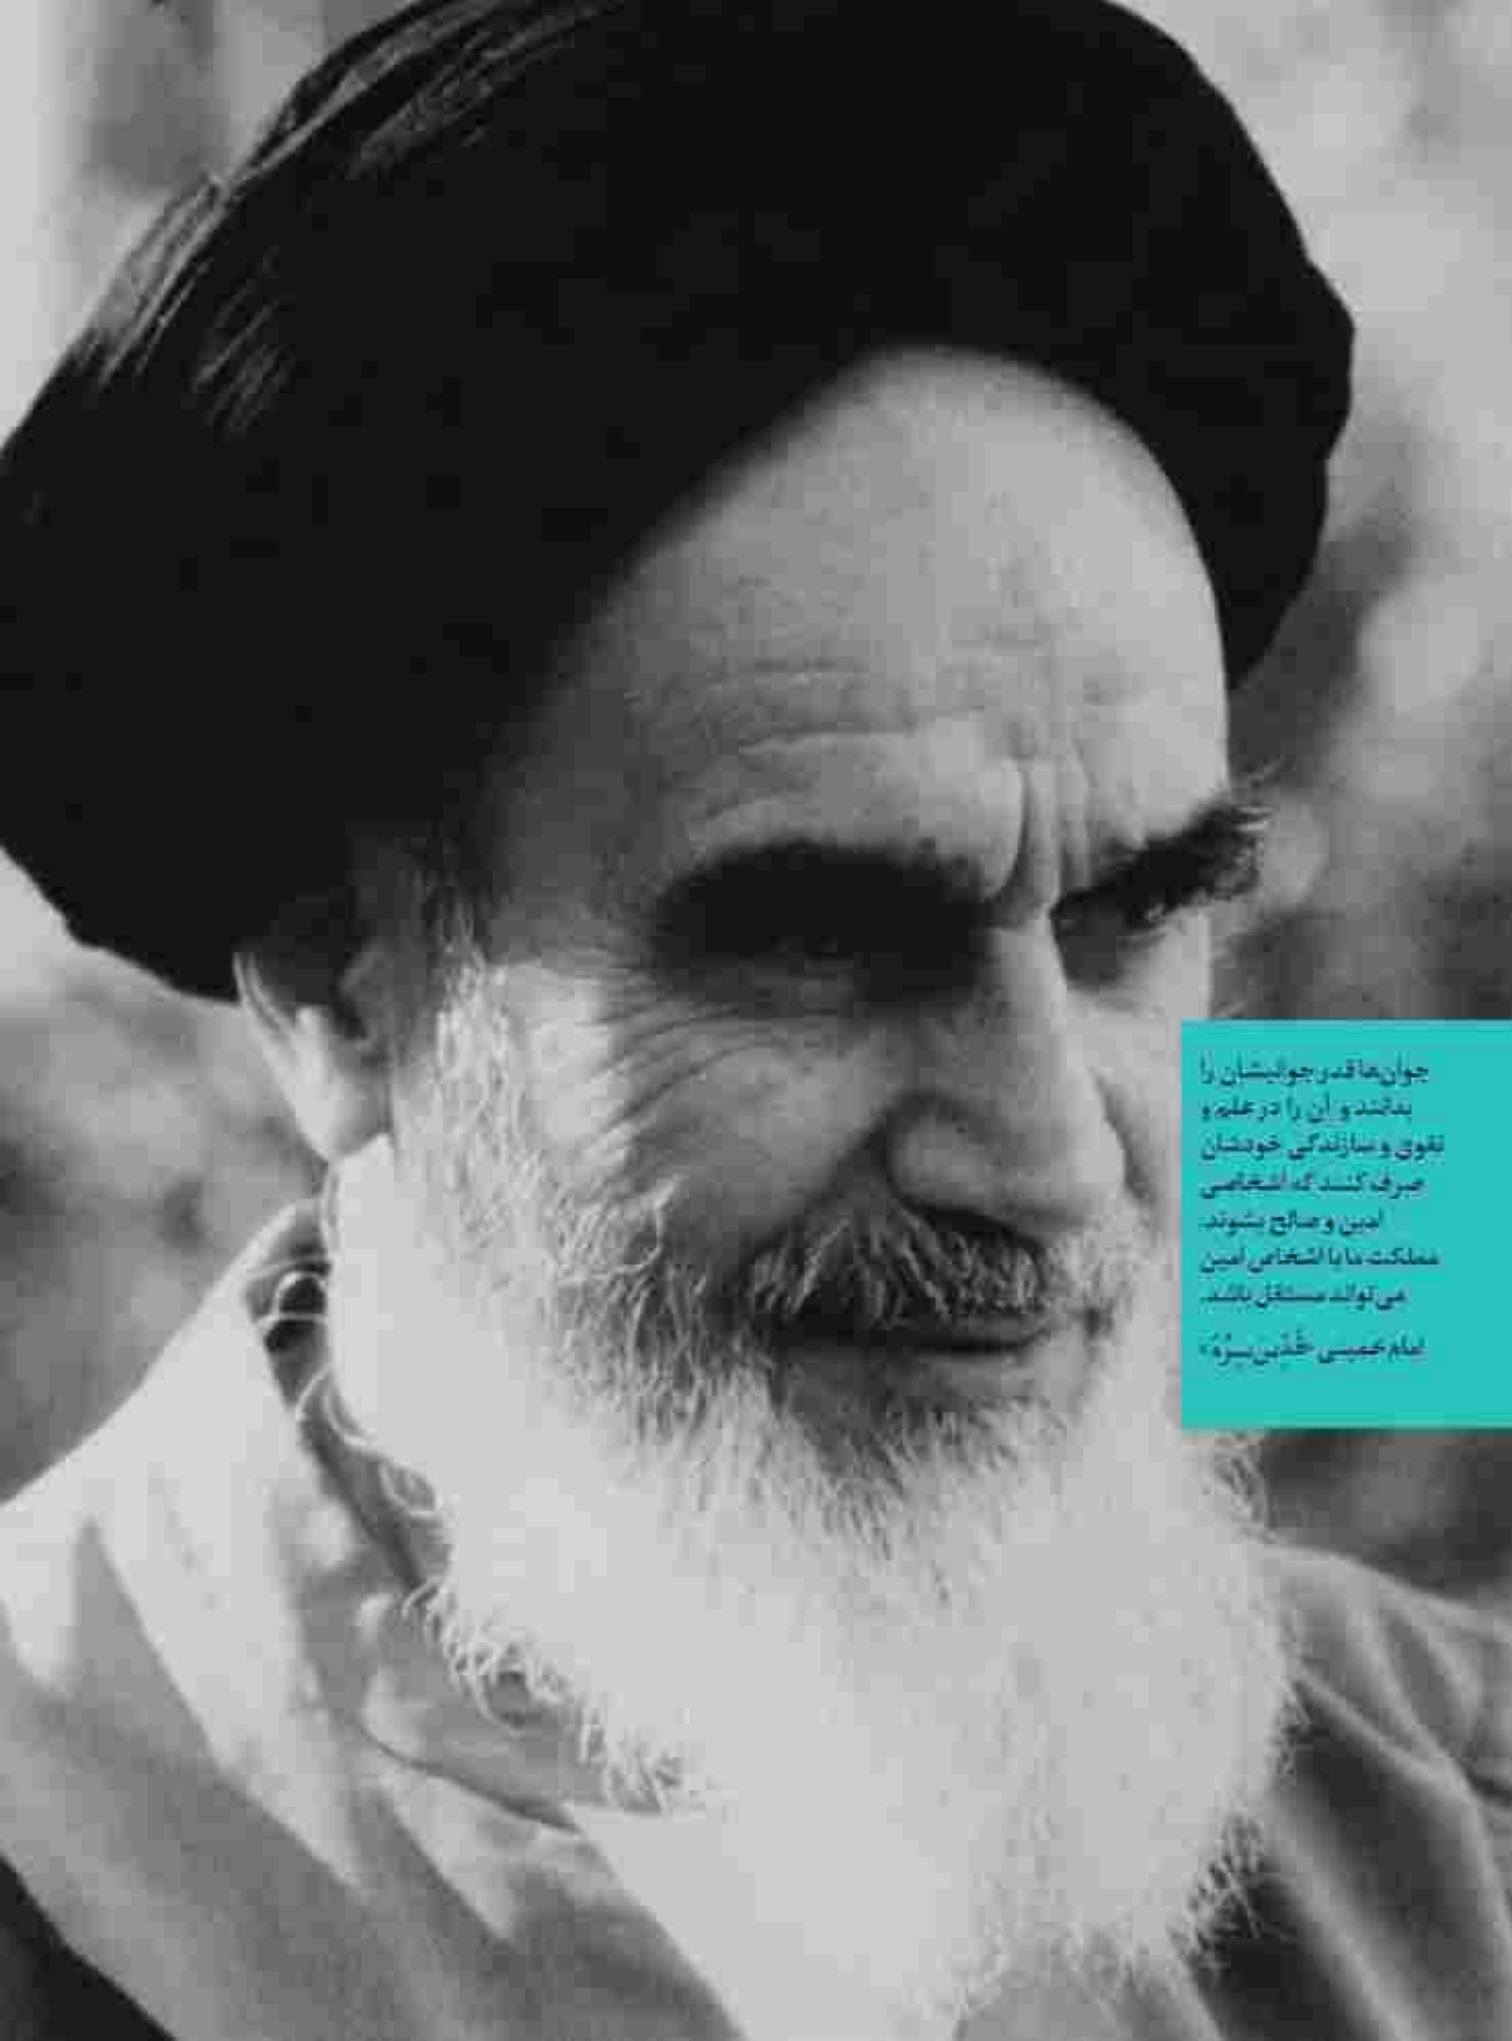 جوان‌ها قدر جوانیشان را
بدانند و آن را در علم و
تقوی و سازندگی خودشان
صرف کنند که اشخاصی
امین و صالح بشوند.
مملکت ما با اشخاص امین
می‌تواند مستقل باشد.
امام خمینی «قُدِّسَ سِرُّهُ»